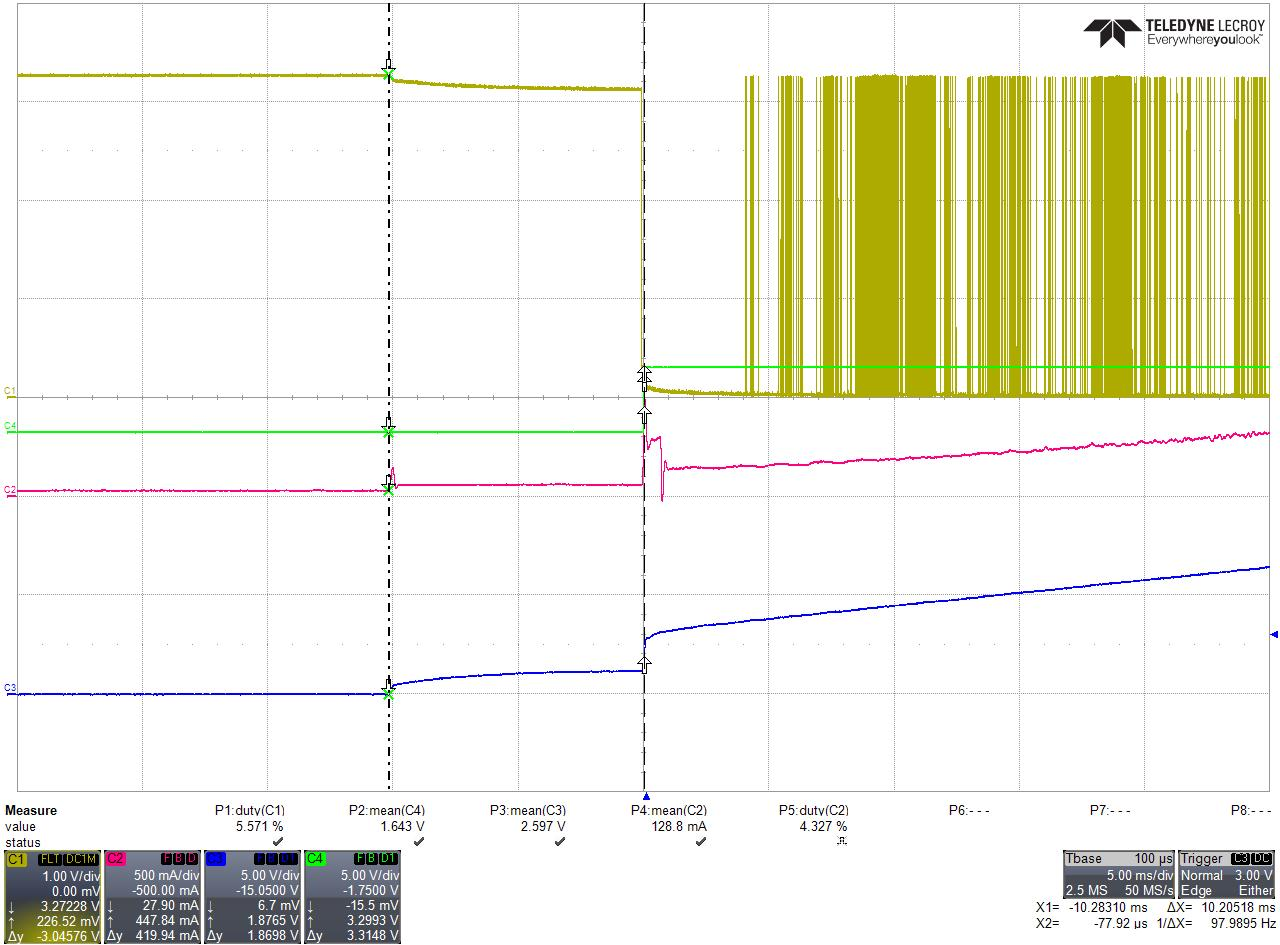 TELEDYNE LECROY
Everywhereyoulook™
C1
C4
C2
C3
Measure P1:duty(C1) P2:mean(C4) P3:mean(C3) P4:mean(C2) P5:duty(C2) P6:--- P7:--- P8:---
value 5.571 % 1.643 V 2.597 V 128.8 mA 4.327 %
status
C1 FLT DC1M
1.00 V/div
0.00 mV
↓ 3.27228 V
↑ 226.52 mV
Δy -3.04576 V
C2 F B D
500 mA/div
-500.00 mA
↓ 27.90 mA
↑ 447.84 mA
Δy 419.94 mA
C3 F B D1
5.00 V/div
-15.0500 V
↓ 6.7 mV
↑ 1.8765 V
Δy 1.8698 V
C4 F B D1
5.00 V/div
-1.7500 V
↓ -15.5 mV
↑ 3.2993 V
Δy 3.3148 V
Tbase 100 µs
5.00 ms/div
2.5 MS 50 MS/s
Trigger C3 DC
Normal 3.00 V
Edge Either
X1= -10.28310 ms ΔX= 10.20518 ms
X2= -77.92 µs 1/ΔX= 97.9895 Hz